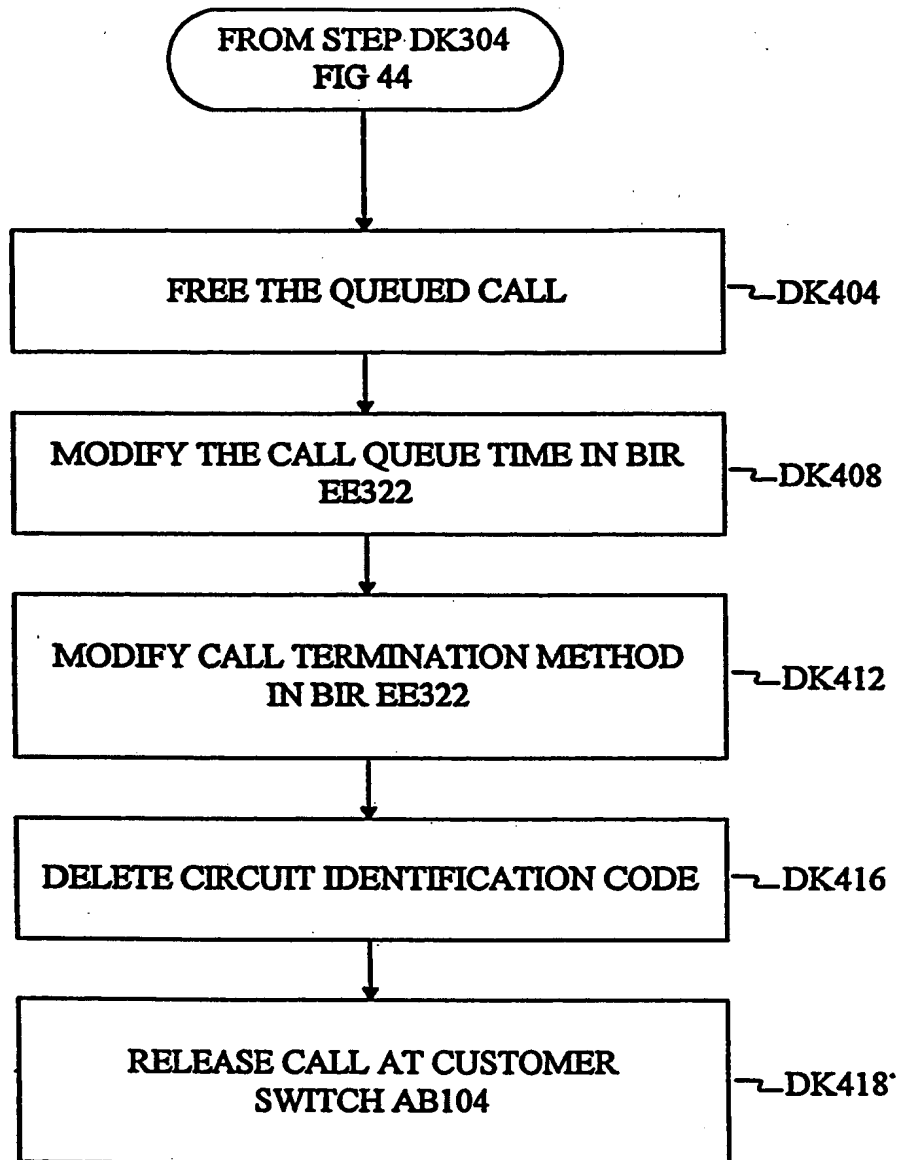 FROM STEP DK304
FIG 44
FREE THE QUEUED CALL
DK404
MODIFY THE CALL QUEUE TIME IN BIR
EE322
DK408
MODIFY CALL TERMINATION METHOD
IN BIR EE322
DK412
DELETE CIRCUIT IDENTIFICATION CODE
DK416
RELEASE CALL AT CUSTOMER
SWITCH AB104
DK418